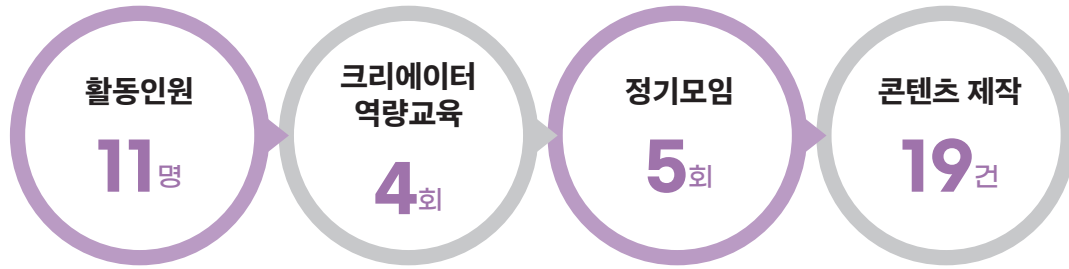 활동인원
11명
크리에이터
역량교육
4회
정기모임
5회
콘텐츠 제작
19건